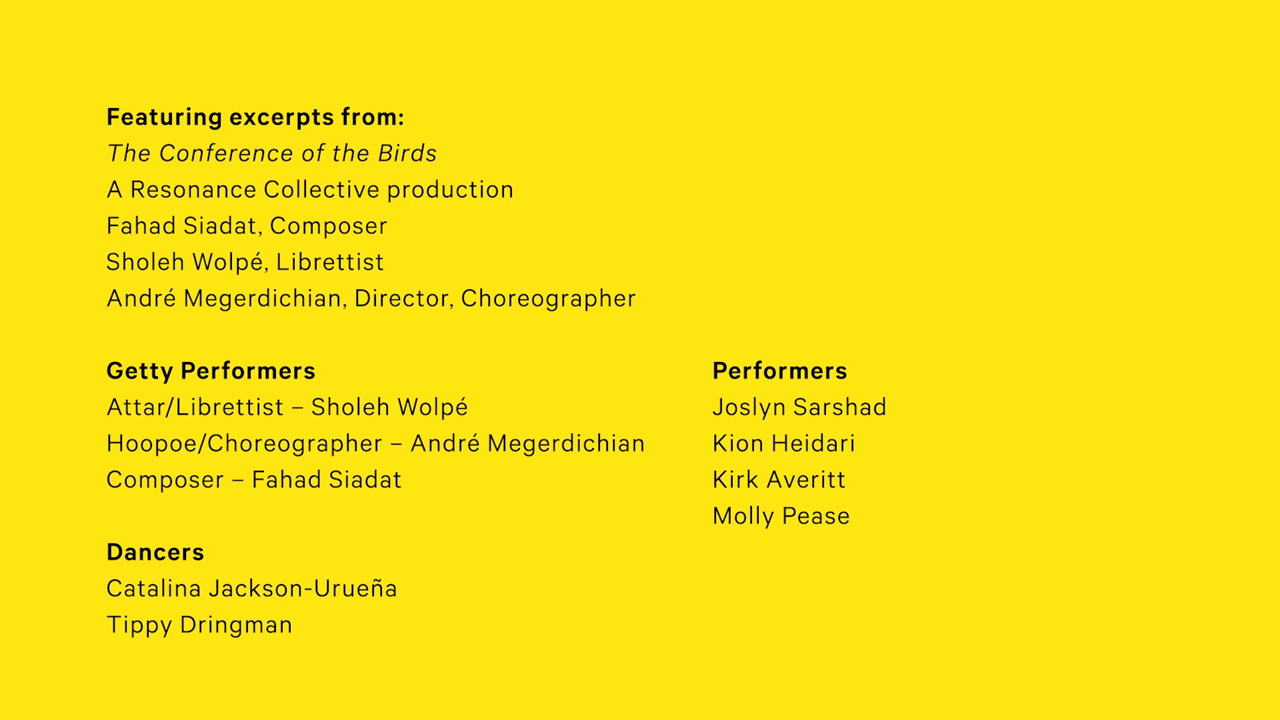 Featuring excerpts from:
The Conference of the Birds
A Resonance Collective production
Fahad Siadat, Composer
Sholeh Wolpé, Librettist
André Megerdichian, Director, Choreographer
Getty Performers
Attar/Librettist – Sholeh Wolpé
Hoopoe/Choreographer – André Megerdichian
Composer – Fahad Siadat
Dancers
Catalina Jackson-Urueña
Tippy Dringman
Performers
Joslyn Sarshad
Kion Heidari
Kirk Averitt
Molly Pease